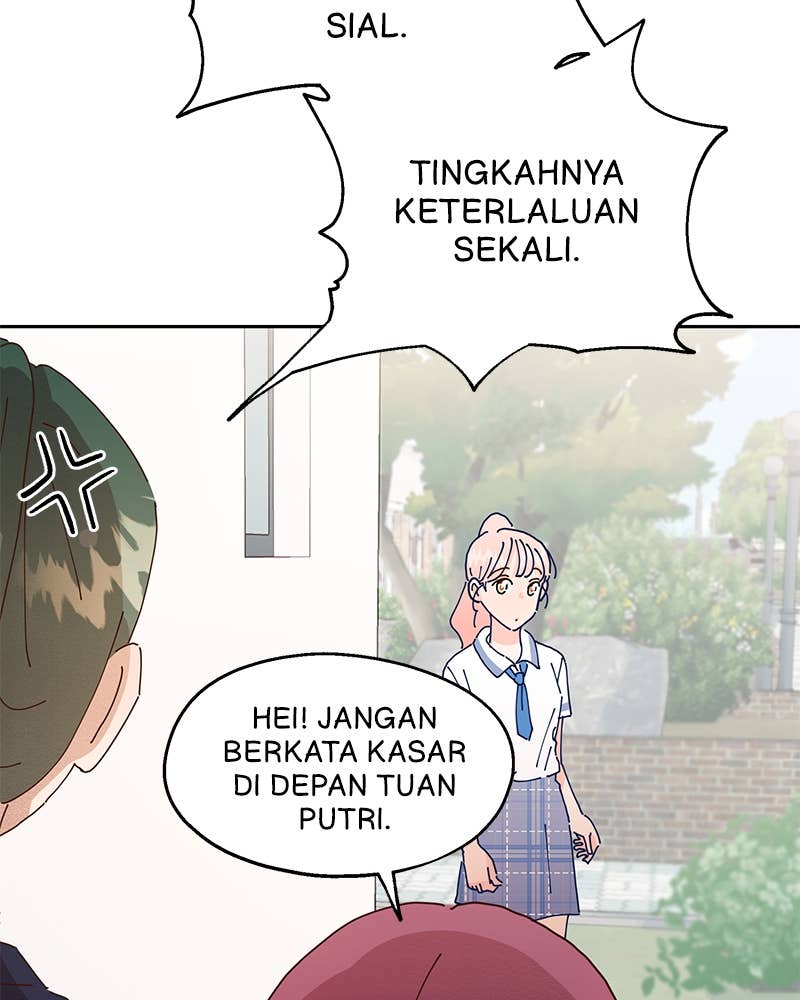 SIAL.
TINGKAHNYA
KETERLALUAN
SEKALI.
HEI! JANGAN
BERKATA KASAR
DI DEPAN TUAN
PUTRI.